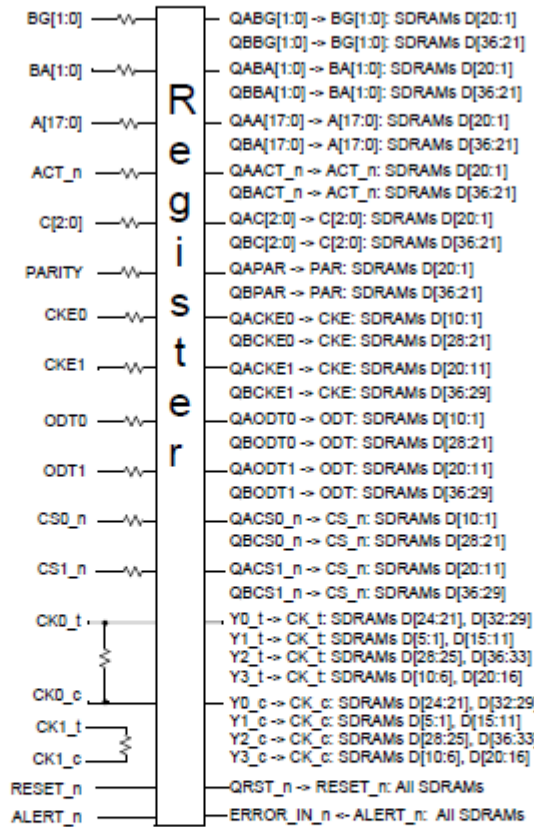 BG[1:0]
QABG[1:0] -> BG[1:0]: SDRAMs D[20:1]
QBBG[1:0] -> BG[1:0]: SDRAMs D[36:21]
BA[1:0]
QABA[1:0] -> BA[1:0]: SDRAMs D[20:1]
QBBA[1:0] -> BA[1:0]: SDRAMs D[36:21]
A[17:0]
QAA[17:0] -> A[17:0]: SDRAMs D[20:1]
QBA[17:0] -> A[17:0]: SDRAMs D[36:21]
ACT_n
QAACT_n -> ACT_n: SDRAMs D[20:1]
QBACT_n -> ACT_n: SDRAMs D[36:21]
C[2:0]
QAC[2:0] -> C[2:0]: SDRAMs D[20:1]
QBC[2:0] -> C[2:0]: SDRAMs D[36:21]
PARITY
QAPAR -> PAR: SDRAMs D[20:1]
QBPAR -> PAR: SDRAMs D[36:21]
CKE0
QACKE0 -> CKE: SDRAMs D[10:1]
QBCKE0 -> CKE: SDRAMs D[28:21]
CKE1
QACKE1 -> CKE: SDRAMs D[20:11]
QBCKE1 -> CKE: SDRAMs D[36:29]
ODT0
QAODT0 -> ODT: SDRAMs D[10:1]
QBODT0 -> ODT: SDRAMs D[28:21]
ODT1
QAODT1 -> ODT: SDRAMs D[20:11]
QBODT1 -> ODT: SDRAMs D[36:29]
CS0_n
QACS0_n -> CS_n: SDRAMs D[10:1]
QBCS0_n -> CS_n: SDRAMs D[28:21]
CS1_n
QACS1_n -> CS_n: SDRAMs D[20:11]
QBCS1_n -> CS_n: SDRAMs D[36:29]
CK0_t
Y0_t -> CK_t: SDRAMs D[24:21], D[32:29]
Y1_t -> CK_t: SDRAMs D[5:1], D[15:11]
Y2_t -> CK_t: SDRAMs D[28:25], D[36:33]
Y3_t -> CK_t: SDRAMs D[10:6], D[20:16]
CK0_c
Y0_c -> CK_c: SDRAMs D[24:21], D[32:29]
Y1_c -> CK_c: SDRAMs D[5:1], D[15:11]
CK1_t
Y2_c -> CK_c: SDRAMs D[28:25], D[36:33]
CK1_c
Y3_c -> CK_c: SDRAMs D[10:6], D[20:16]
RESET_n
QRST_n -> RESET_n: All SDRAMs
ALERT_n
ERROR_IN_n <- ALERT_n: All SDRAMs
Register